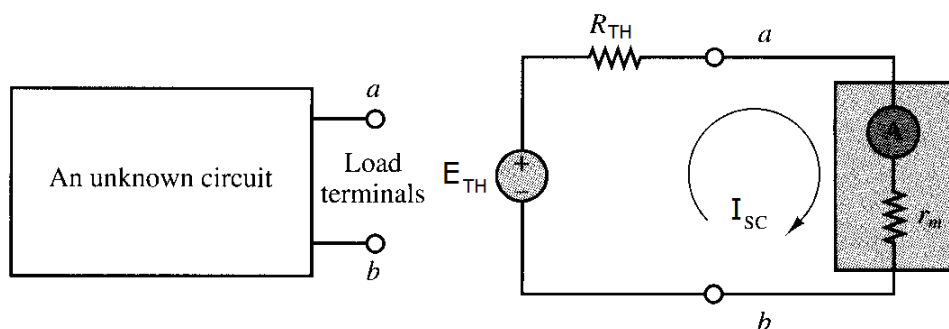 An unknown circuit
a
Load
terminals
b
R_TH
a
E_TH
+
−
I_SC
A
r_m
b